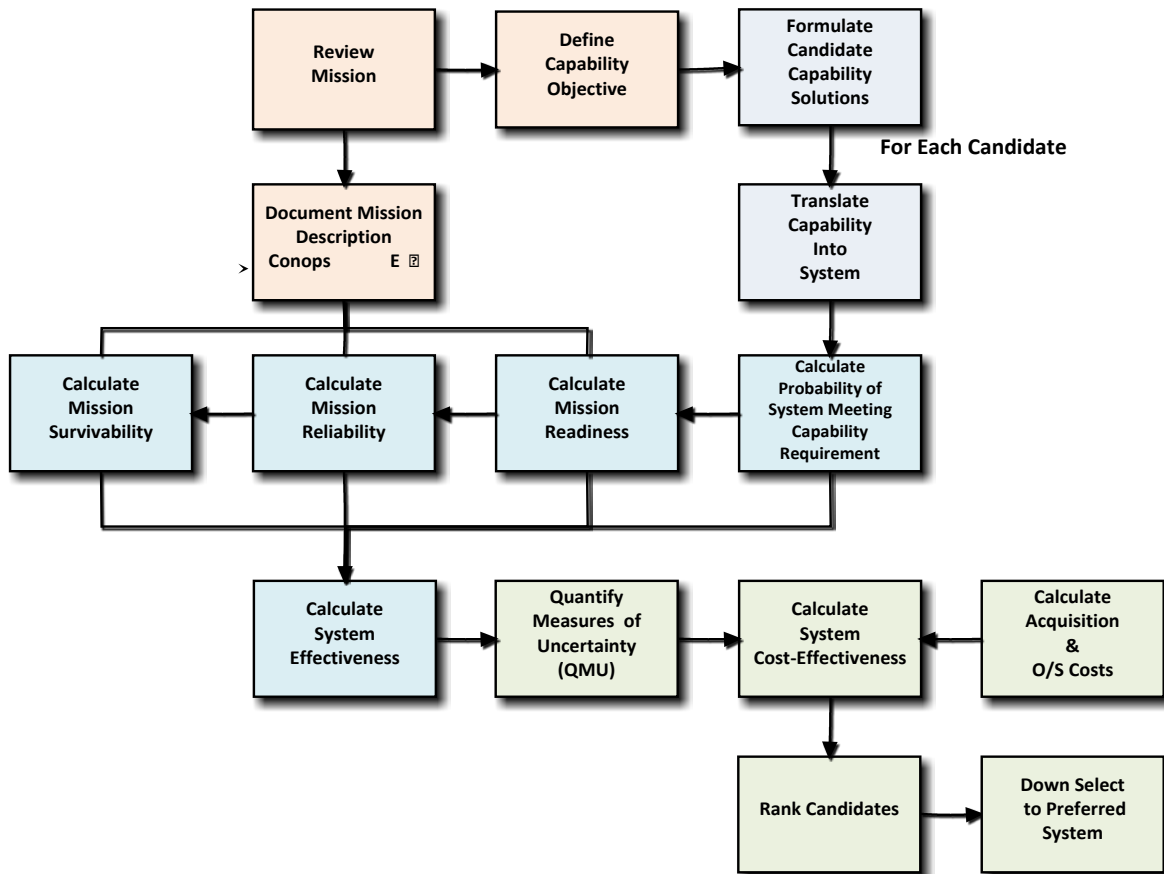 Review
Mission
Define
Capability
Objective
Formulate
Candidate
Capability
Solutions
For Each Candidate
Document Mission
Description
Conops E
Translate
Capability
Into
System
Calculate
Mission
Survivability
Calculate
Mission
Reliability
Calculate
Mission
Readiness
Calculate
Probability of
System Meeting
Capability
Requirement
Calculate
System
Effectiveness
Quantify
Measures of
Uncertainty
(QMU)
Calculate
System
Cost-Effectiveness
Calculate
Acquisition
&
O/S Costs
Rank Candidates
Down Select
to Preferred
System